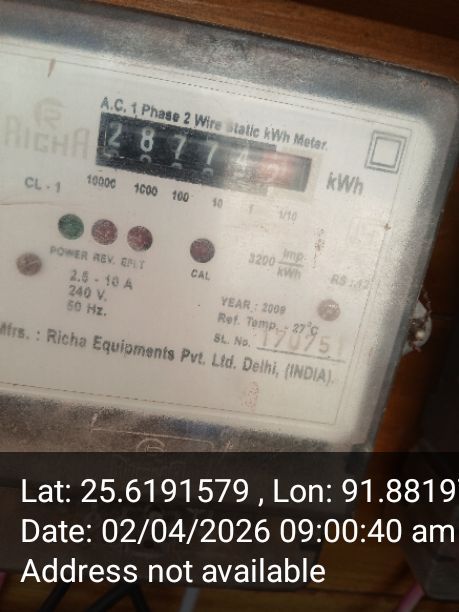 A.C. 1 Phase 2 Wire Static kWh Meter.
RICHA
28774
kWh
CL - 1
10000 1000 100 10 1 1/10
POWER REV. EFLT
CAL
3200 Imp/kWh
2.5 - 10 A
240 V.
50 Hz.
YEAR : 2009
Ref. Temp. - 27°C
SL. No. 170751
Mfrs. : Richa Equipments Pvt. Ltd. Delhi, (INDIA).
Lat: 25.6191579 , Lon: 91.8819
Date: 02/04/2026 09:00:40 am
Address not available